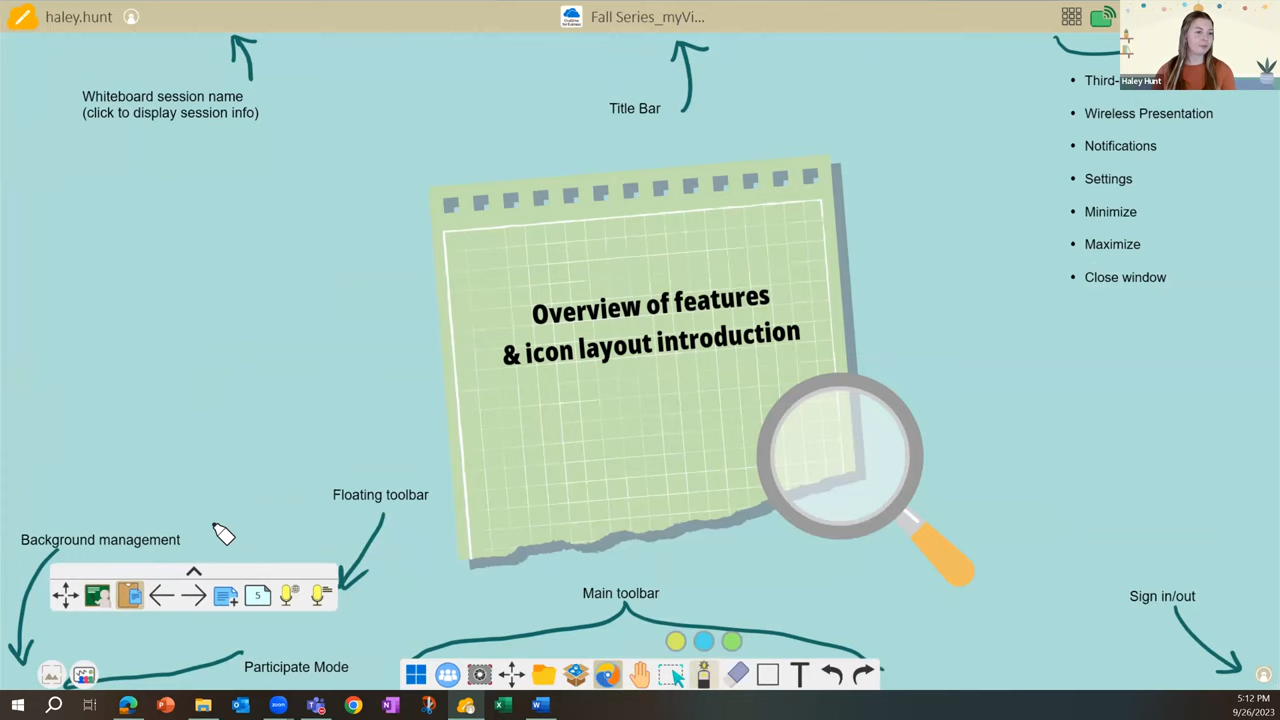 haley.hunt
Fall Series_myVi...
Haley Hunt
Whiteboard session name
(click to display session info)
Title Bar
• Third-
• Wireless Presentation
• Notifications
• Settings
• Minimize
• Maximize
• Close window
Overview of features
& icon layout introduction
Floating toolbar
Background management
5
Main toolbar
Sign in/out
Participate Mode
T
5:12 PM
9/26/2023